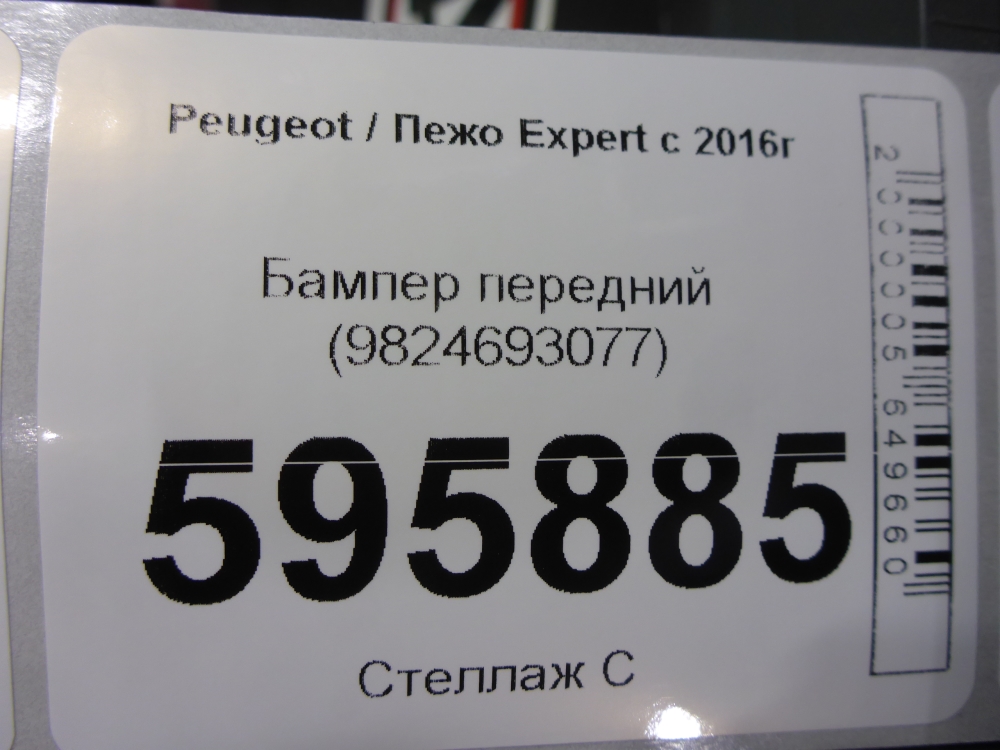 Peugeot / Пежо Expert с 2016г
Бампер передний
(9824693077)
595885
Стеллаж С
2000005649660